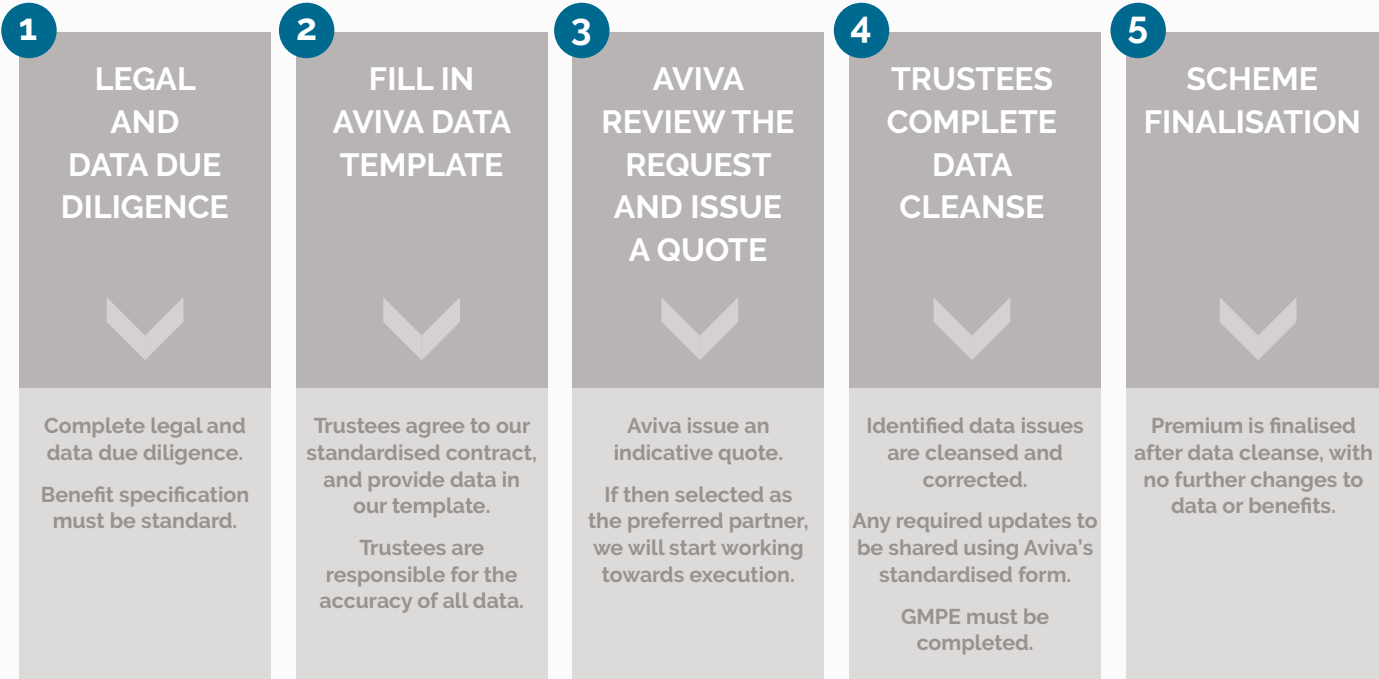 1
LEGAL
AND
DATA DUE
DILIGENCE
Complete legal and
data due diligence.
Benefit specification
must be standard.
2
FILL IN
AVIVA DATA
TEMPLATE
Trustees agree to our
standardised contract,
and provide data in
our template.
Trustees are
responsible for the
accuracy of all data.
3
AVIVA
REVIEW THE
REQUEST
AND ISSUE
A QUOTE
Aviva issue an
indicative quote.
If then selected as
the preferred partner,
we will start working
towards execution.
4
TRUSTEES
COMPLETE
DATA
CLEANSE
Identified data issues
are cleansed and
corrected.
Any required updates to
be shared using Aviva’s
standardised form.
GMPE must be
completed.
5
SCHEME
FINALISATION
Premium is finalised
after data cleanse, with
no further changes to
data or benefits.